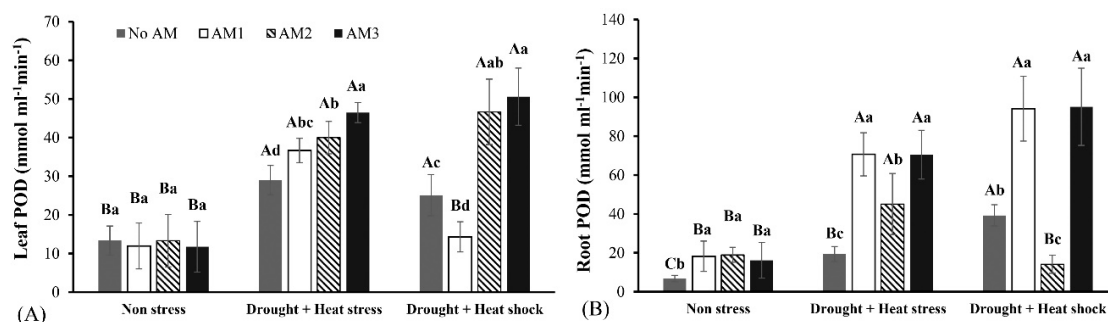 Leaf POD (mmol ml⁻¹min⁻¹)
70
60
50
40
30
20
10
0
No AM AM1 AM2 AM3
Ba Ba Ba Ba
Ad Abc Ab Aa
Ac Bd Aab Aa
Non stress Drought + Heat stress Drought + Heat shock
(A)
Root POD (mmol ml⁻¹min⁻¹)
140
120
100
80
60
40
20
0
Cb Ba Ba Ba
Bc Aa Ab Aa
Ab Aa Bc Aa
Non stress Drought + Heat stress Drought + Heat shock
(B)